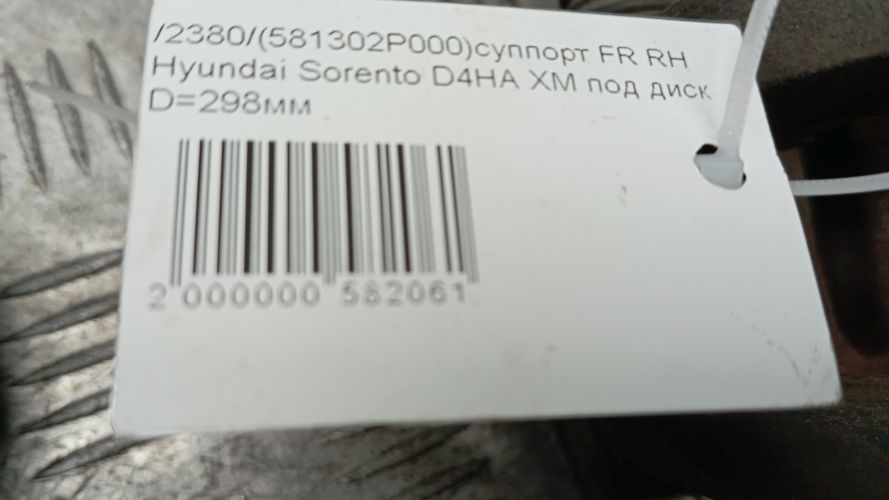 /2380/(581302P000)суппорт FR RH
Hyundai Sorento D4HA XM под диск
D=298мм
2 000000 582061